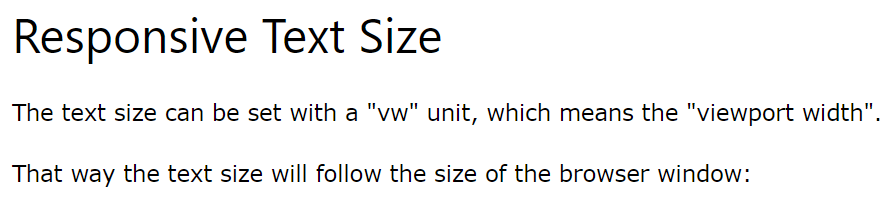 Responsive Text Size
The text size can be set with a "vw" unit, which means the "viewport width".
That way the text size will follow the size of the browser window: